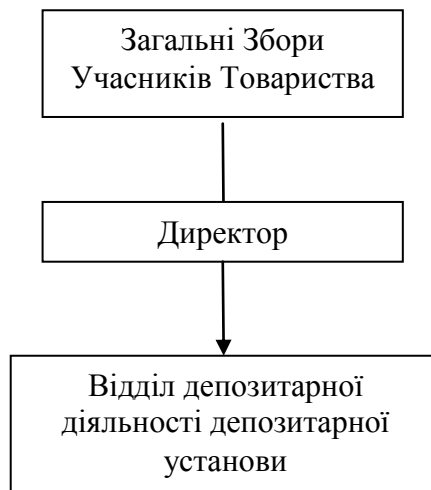 Загальні Збори
Учасників Товариства
Директор
Відділ депозитарної
діяльності депозитарної
установи